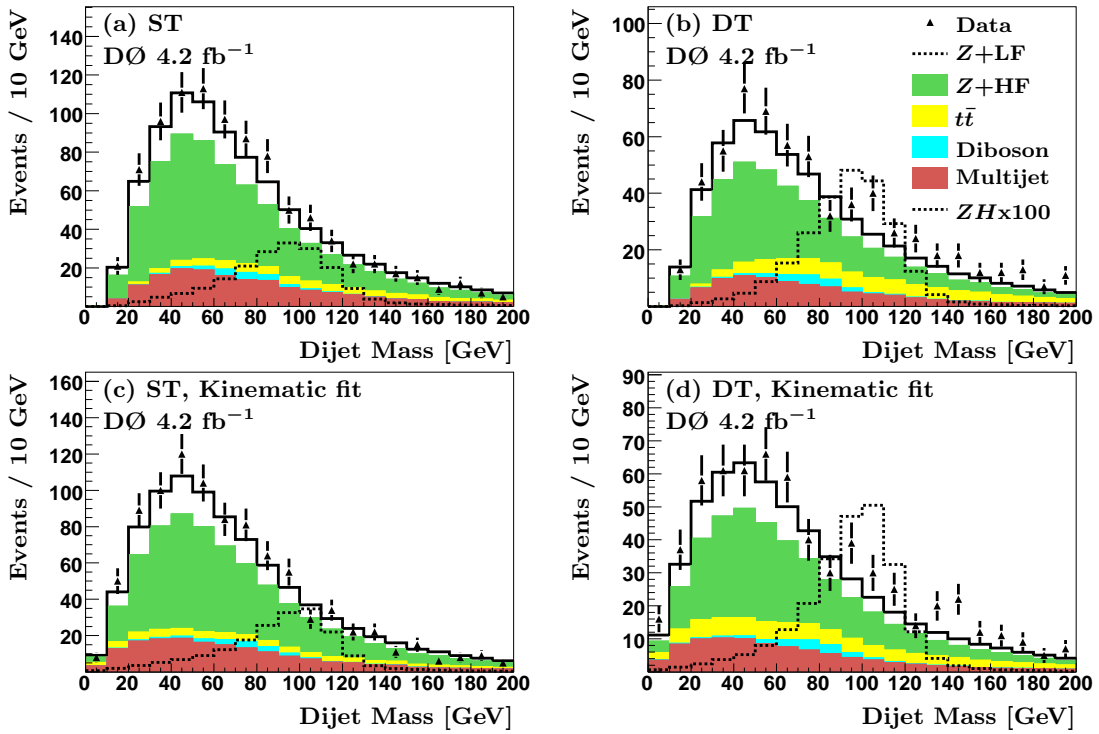 (a) ST
DØ 4.2 fb⁻¹
Events / 10 GeV
140
120
100
80
60
40
20
0 20 40 60 80 100 120 140 160 180 200
Dijet Mass [GeV]
(b) DT
DØ 4.2 fb⁻¹
Events / 10 GeV
100
80
60
40
20
0 20 40 60 80 100 120 140 160 180 200
Dijet Mass [GeV]
Data
Z+LF
Z+HF
tt̄
Diboson
Multijet
ZHx100
(c) ST, Kinematic fit
DØ 4.2 fb⁻¹
Events / 10 GeV
160
140
120
100
80
60
40
20
0 20 40 60 80 100 120 140 160 180 200
Dijet Mass [GeV]
(d) DT, Kinematic fit
DØ 4.2 fb⁻¹
Events / 10 GeV
90
80
70
60
50
40
30
20
10
0 20 40 60 80 100 120 140 160 180 200
Dijet Mass [GeV]